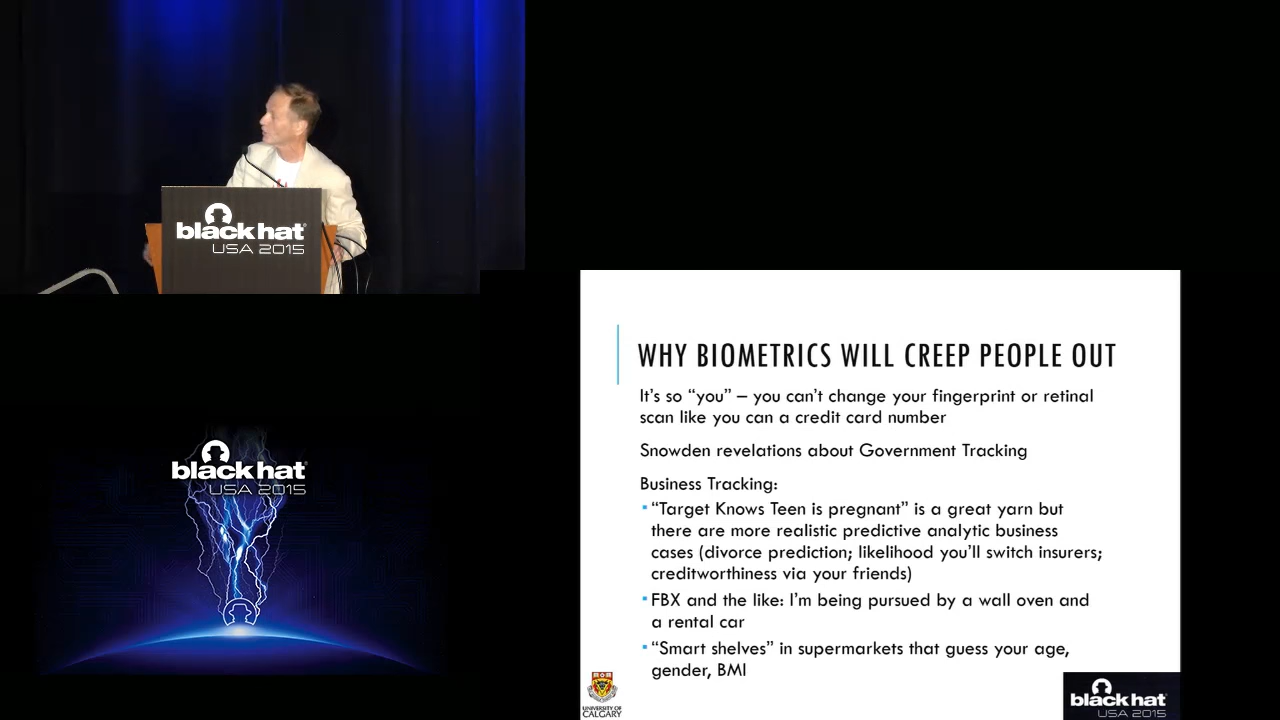 black hat
USA 2015
black hat
USA 2015
WHY BIOMETRICS WILL CREEP PEOPLE OUT
It's so “you” – you can't change your fingerprint or retinal
scan like you can a credit card number
Snowden revelations about Government Tracking
Business Tracking:
“Target Knows Teen is pregnant” is a great yarn but
there are more realistic predictive analytic business
cases (divorce prediction; likelihood you'll switch insurers;
creditworthiness via your friends)
FBX and the like: I'm being pursued by a wall oven and
a rental car
“Smart shelves” in supermarkets that guess your age,
gender, BMI
UNIVERSITY OF
CALGARY
black hat
USA 2015